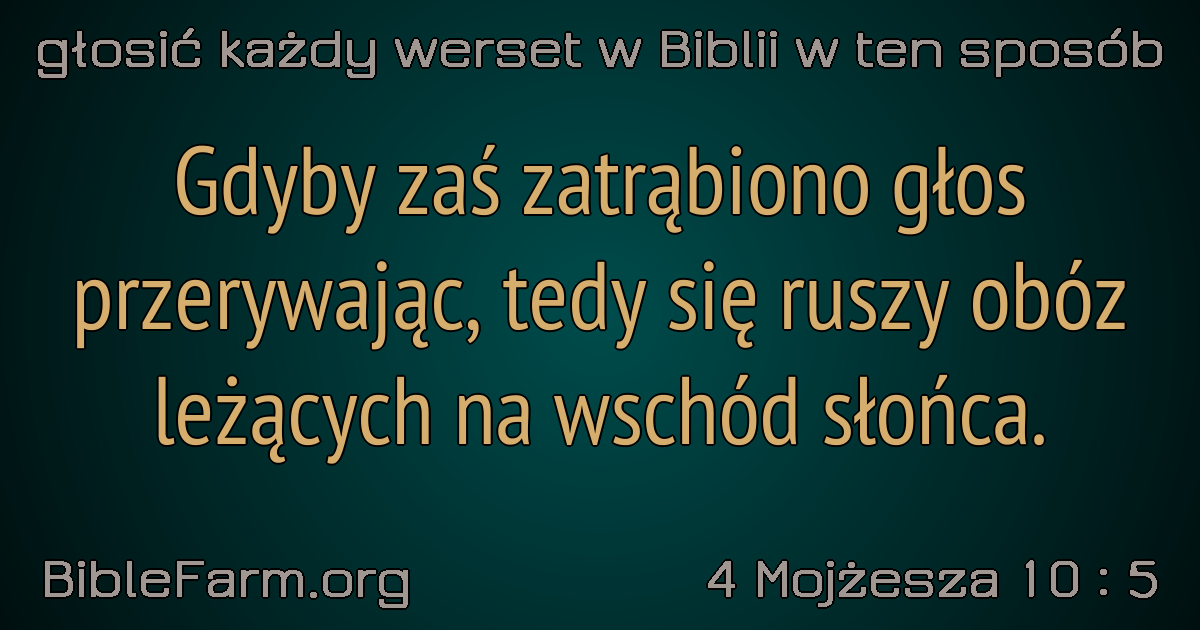 głosić każdy werset w Biblii w ten sposób
Gdyby zaś zatrąbiono głos
przerywając, tedy się ruszy obóz
leżących na wschód słońca.
BibleFarm.org
4 Mojżesza 10 : 5